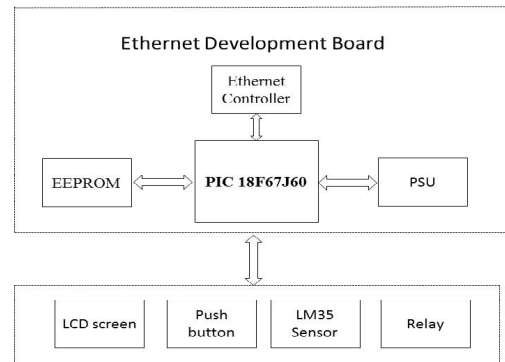 Ethernet Development Board
Ethernet
Controller
EEPROM
PIC 18F67J60
PSU
LCD screen
Push
button
LM35
Sensor
Relay